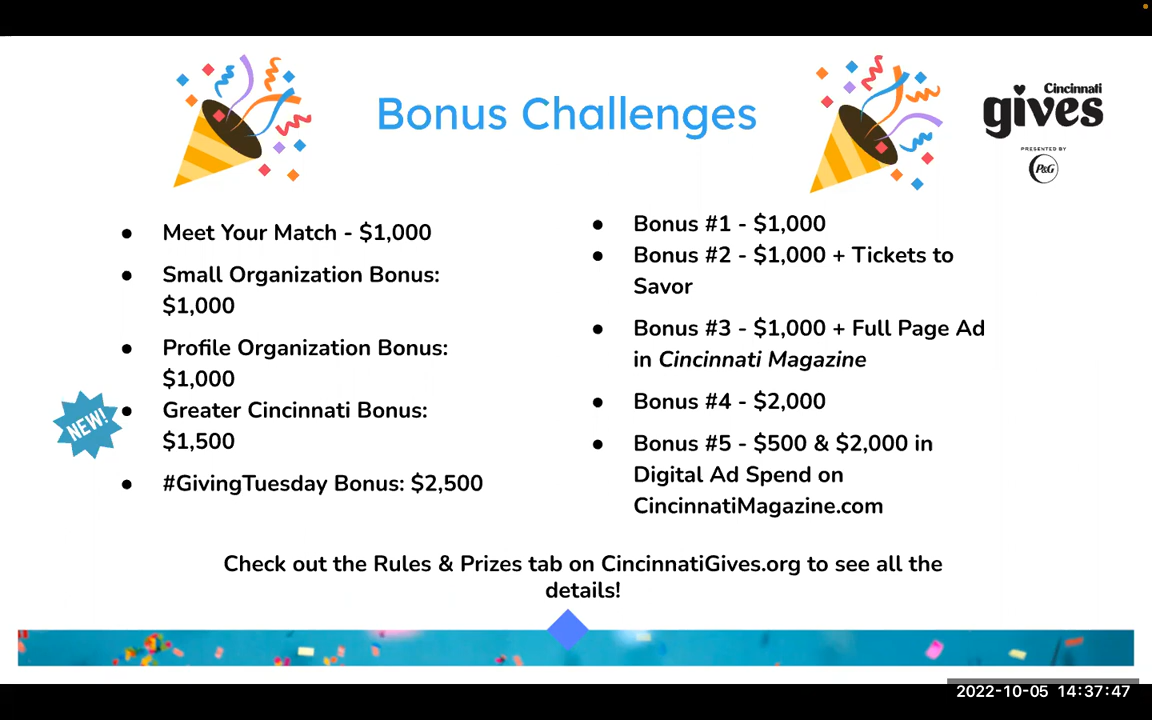 Bonus Challenges
Cincinnati
gives
PRESENTED BY
P&G
● Meet Your Match - $1,000
● Small Organization Bonus:
$1,000
● Profile Organization Bonus:
$1,000
NEW!
● Greater Cincinnati Bonus:
$1,500
● #GivingTuesday Bonus: $2,500
● Bonus #1 - $1,000
● Bonus #2 - $1,000 + Tickets to
Savor
● Bonus #3 - $1,000 + Full Page Ad
in Cincinnati Magazine
● Bonus #4 - $2,000
● Bonus #5 - $500 & $2,000 in
Digital Ad Spend on
CincinnatiMagazine.com
Check out the Rules & Prizes tab on CincinnatiGives.org to see all the
details!
2022-10-05 14:37:47